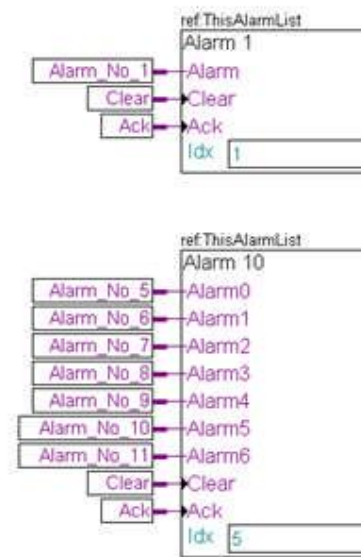 ref:ThisAlarmList
Alarm 1
Alarm_No_1 Alarm
Clear Clear
Ack Ack
Idx 1
ref:ThisAlarmList
Alarm 10
Alarm_No_5 Alarm0
Alarm_No_6 Alarm1
Alarm_No_7 Alarm2
Alarm_No_8 Alarm3
Alarm_No_9 Alarm4
Alarm_No_10 Alarm5
Alarm_No_11 Alarm6
Clear Clear
Ack Ack
Idx 5